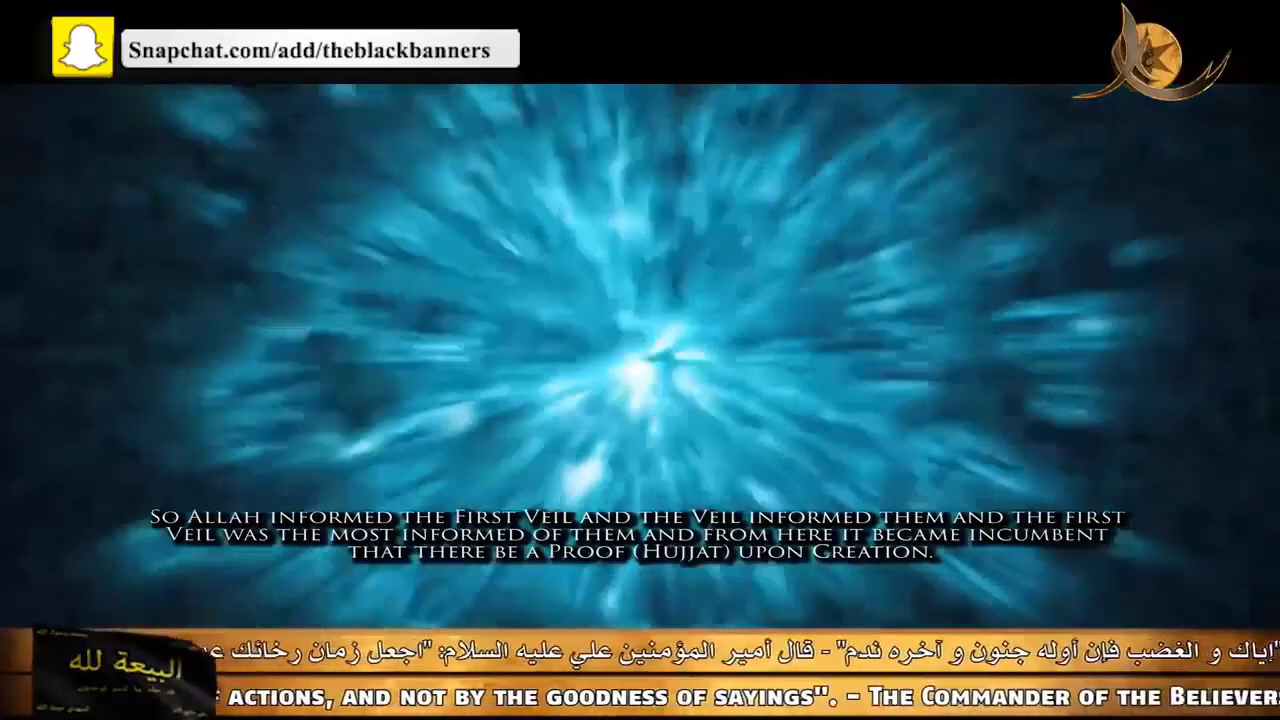 Snapchat.com/add/theblackbanners
So Allah informed the First Veil and the Veil informed them and the first
Veil was the most informed of them and from here it became incumbent
that there be a Proof (Hujjat) upon Creation.
"إياك و الغضب فإن أوله جنون و آخره ندم" - قال أمير المؤمنين علي عليه السلام: "اجعل زمان رخائك
البيعة لله
actions, and not by the goodness of sayings". – The Commander of the Believer